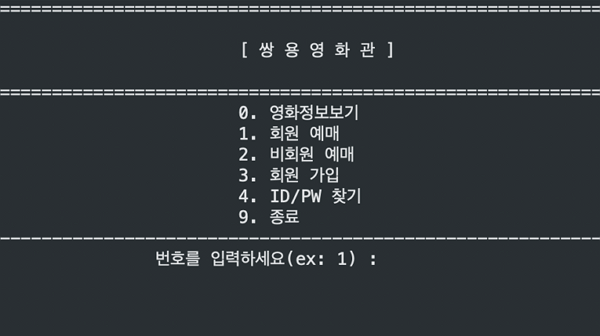 [ 쌍 용 영 화 관 ]
0. 영화정보보기
1. 회원 예매
2. 비회원 예매
3. 회원 가입
4. ID/PW 찾기
9. 종료
번호를 입력하세요(ex: 1) :